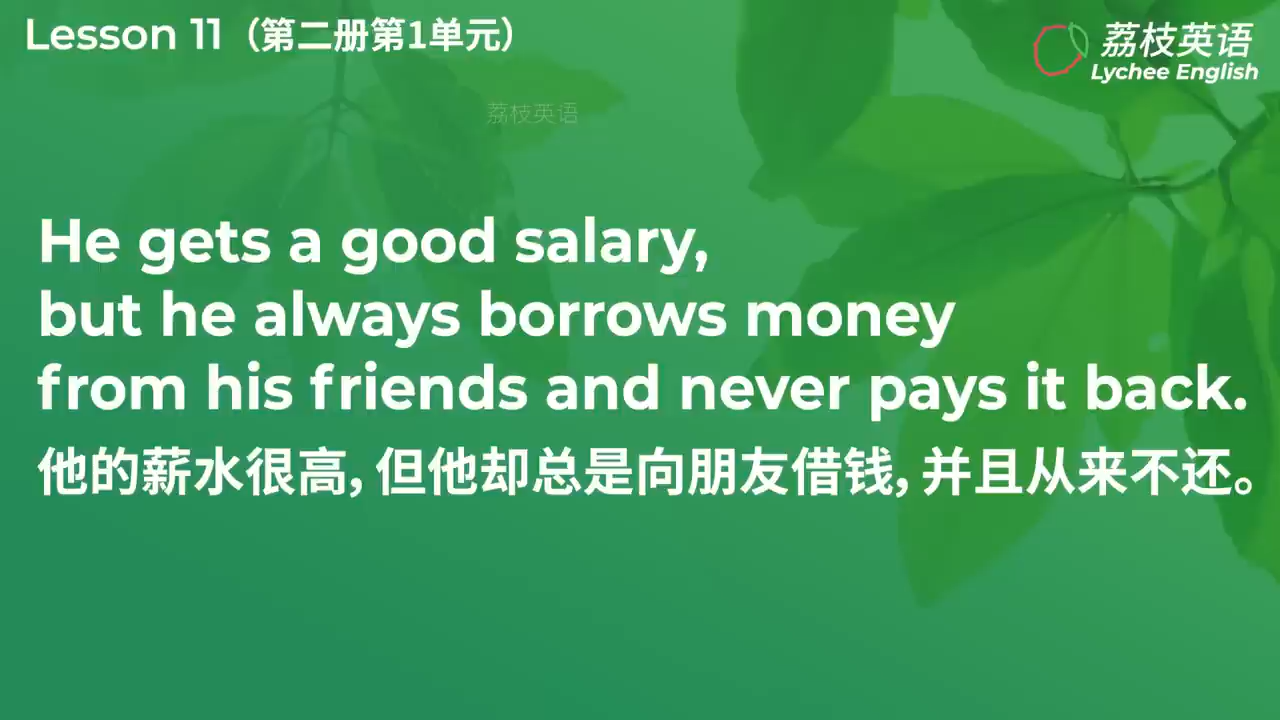 Lesson 11（第二册第1单元）
荔枝英语
Lychee English
荔枝英语
He gets a good salary,
but he always borrows money
from his friends and never pays it back.
他的薪水很高，但他却总是向朋友借钱，并且从来不还。